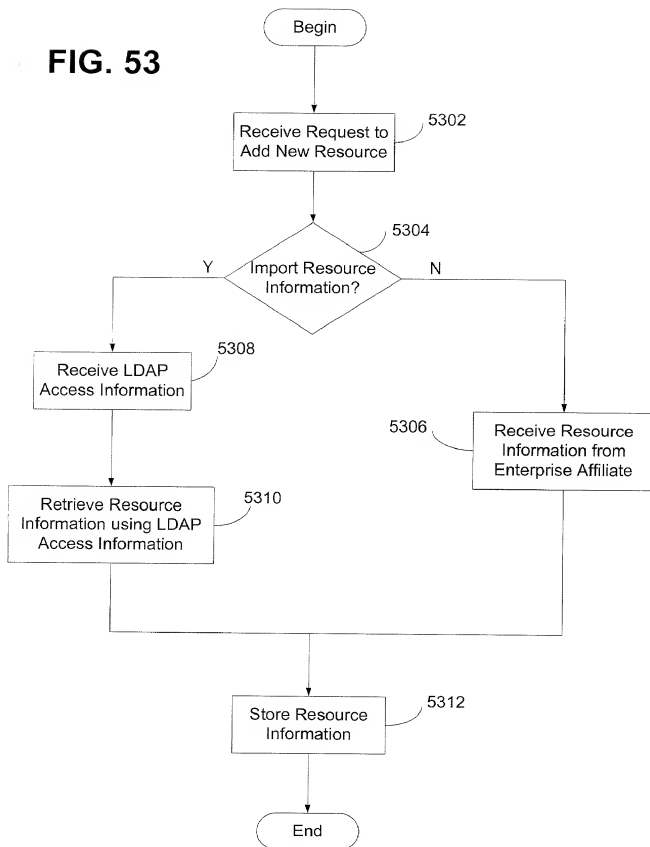 Begin
FIG. 53
Receive Request to
Add New Resource
5302
5304
Import Resource
Information?
Y
N
5308
Receive LDAP
Access Information
5306
Receive Resource
Information from
Enterprise Affiliate
5310
Retrieve Resource
Information using LDAP
Access Information
5312
Store Resource
Information
End